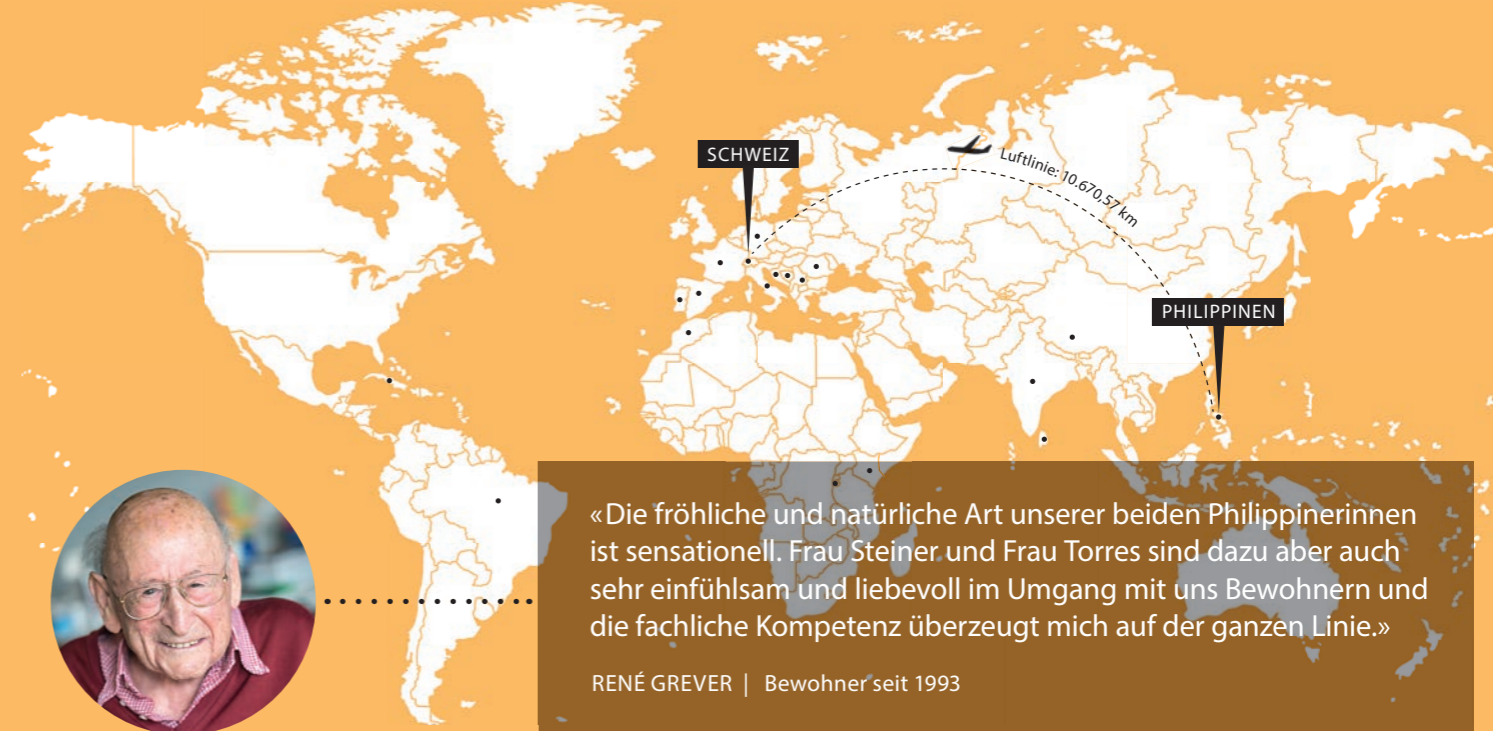 SCHWEIZ
Luftlinie: 10.670,57 km
PHILIPPINEN
«Die fröhliche und natürliche Art unserer beiden Philippinerinnen
ist sensationell. Frau Steiner und Frau Torres sind dazu aber auch
sehr einfühlsam und liebevoll im Umgang mit uns Bewohnern und
die fachliche Kompetenz überzeugt mich auf der ganzen Linie.»
RENÉ GREVER | Bewohner seit 1993